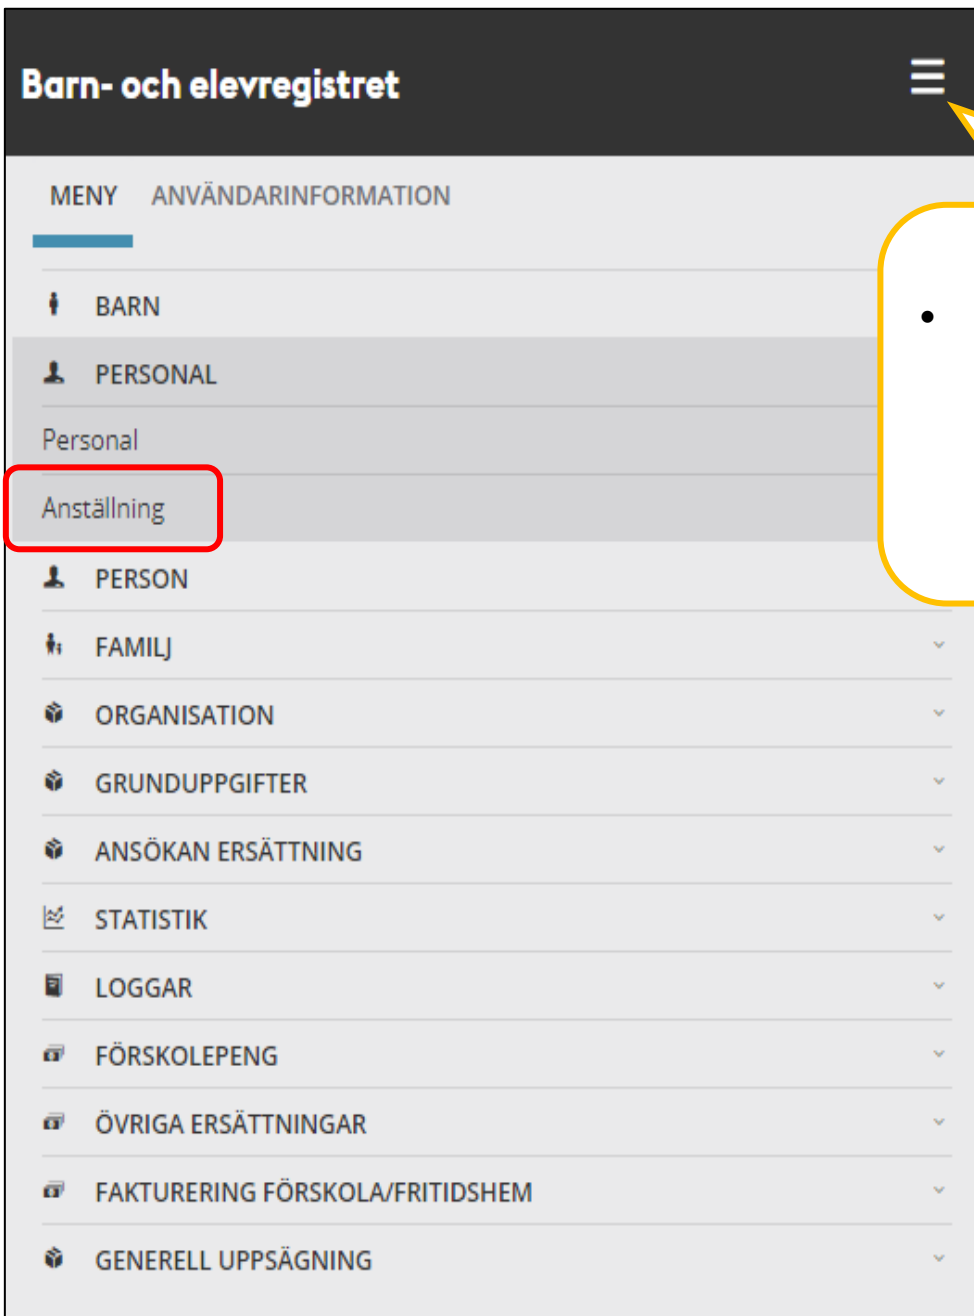 Barn- och elevregistret
MENY ANVÄNDARINFORMATION
BARN
PERSONAL
Personal
Anställning
PERSON
FAMILJ
ORGANISATION
GRUNDUPPGIFTER
ANSÖKAN ERSÄTTNING
STATISTIK
LOGGAR
FÖRSKOLEPENG
ÖVRIGA ERSÄTTNINGAR
FAKTURERING FÖRSKOLA/FRITIDSHEM
GENERELL UPPSÄGNING